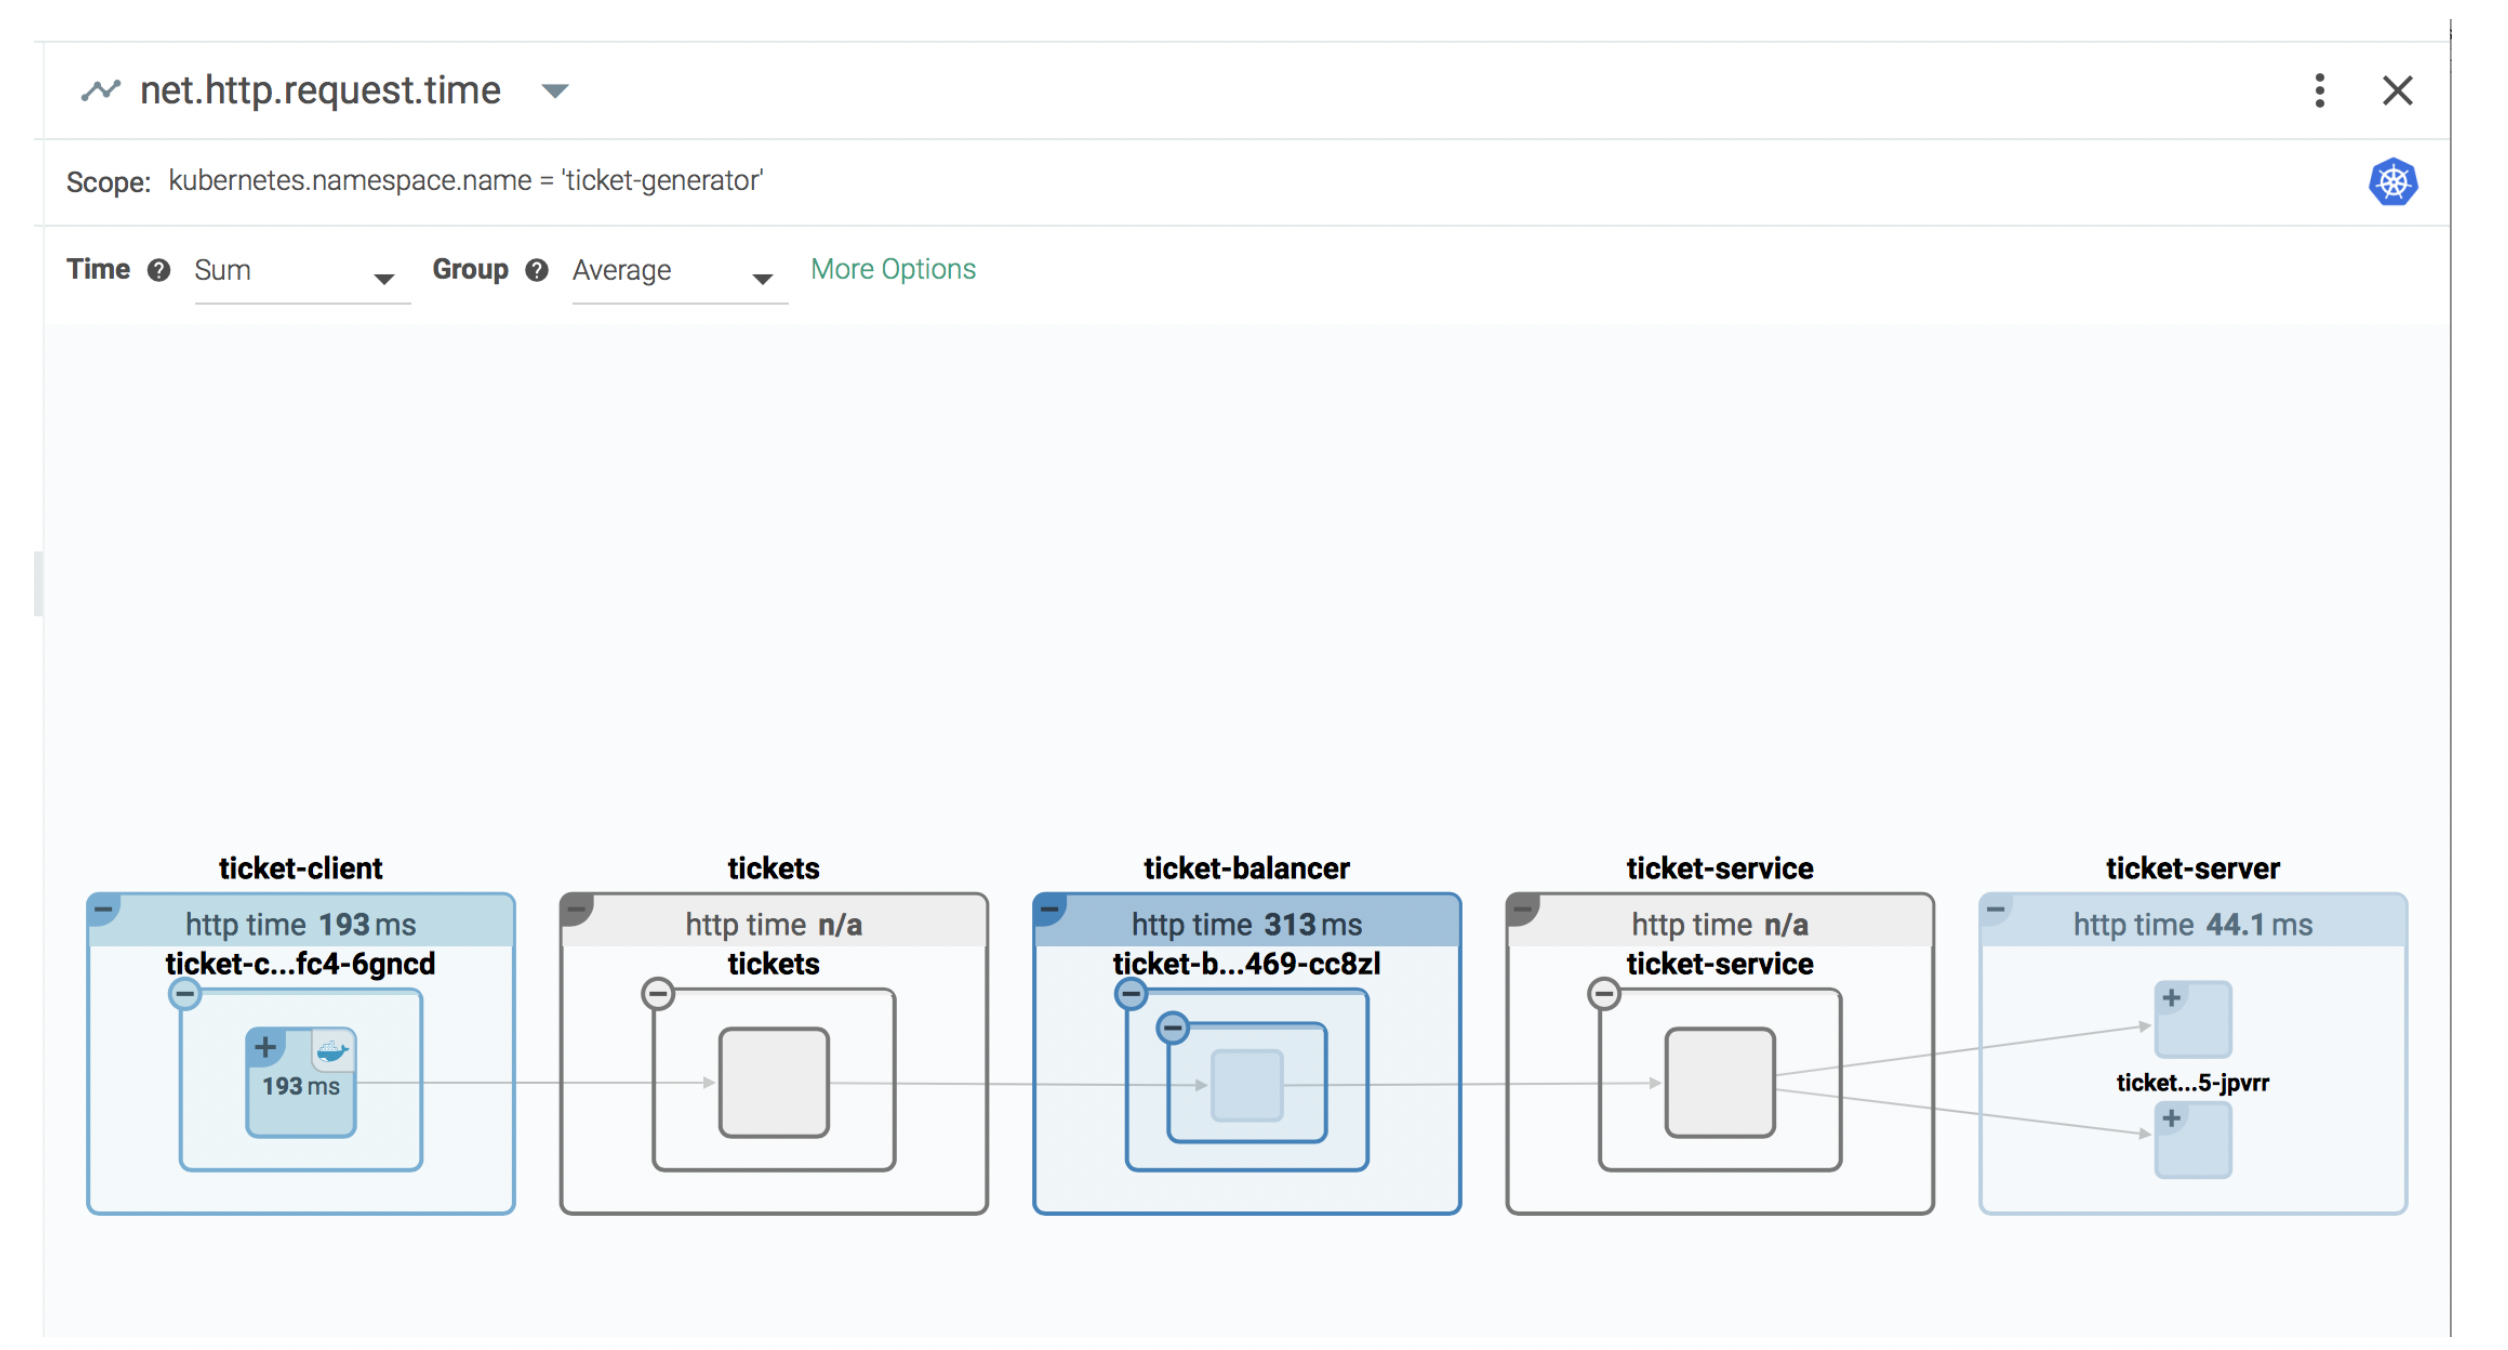 net.http.request.time
Scope: kubernetes.namespace.name = 'ticket-generator'
Time ? Sum Group ? Average More Options
ticket-client
http time 193 ms
ticket-c...fc4-6gncd
193 ms
tickets
http time n/a
tickets
ticket-balancer
http time 313 ms
ticket-b...469-cc8zl
ticket-service
http time n/a
ticket-service
ticket-server
http time 44.1 ms
ticket...5-jpvrr